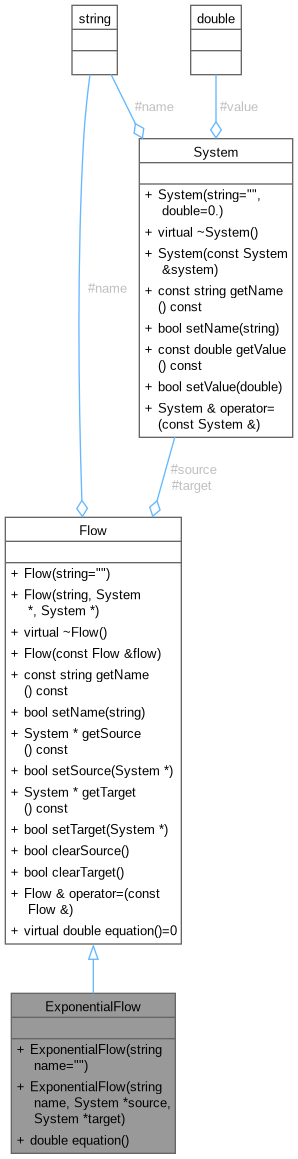 string
double
#name
#value
System
+ System(string="",
double=0.)
+ virtual ~System()
+ System(const System
&system)
+ const string getName
() const
+ bool setName(string)
+ const double getValue
() const
+ bool setValue(double)
+ System & operator=
(const System &)
#name
#source
#target
Flow
+ Flow(string="")
+ Flow(string, System
*, System *)
+ virtual ~Flow()
+ Flow(const Flow &flow)
+ const string getName
() const
+ bool setName(string)
+ System * getSource
() const
+ bool setSource(System *)
+ System * getTarget
() const
+ bool setTarget(System *)
+ bool clearSource()
+ bool clearTarget()
+ Flow & operator=(const
Flow &)
+ virtual double equation()=0
ExponentialFlow
+ ExponentialFlow(string
name="")
+ ExponentialFlow(string
name, System *source,
System *target)
+ double equation()